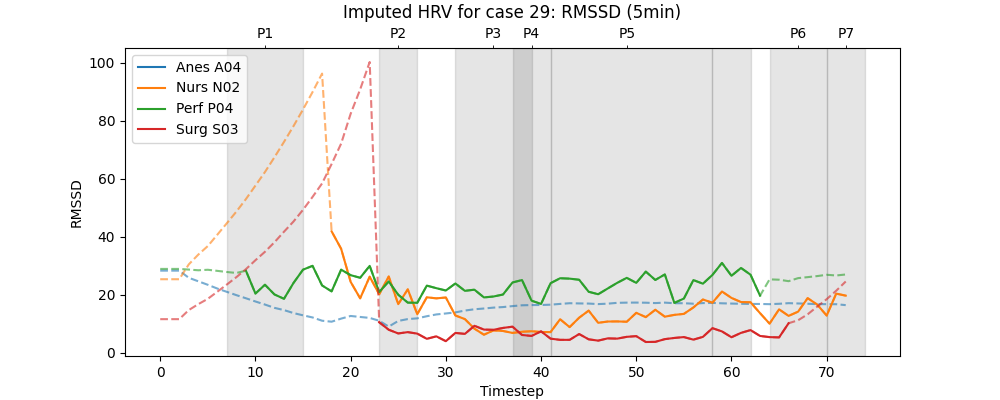 Imputed HRV for case 29: RMSSD (5min)
P1 P2 P3 P4 P5 P6 P7
Anes A04
Nurs N02
Perf P04
Surg S03
RMSSD
100
80
60
40
20
0
0 10 20 30 40 50 60 70
Timestep